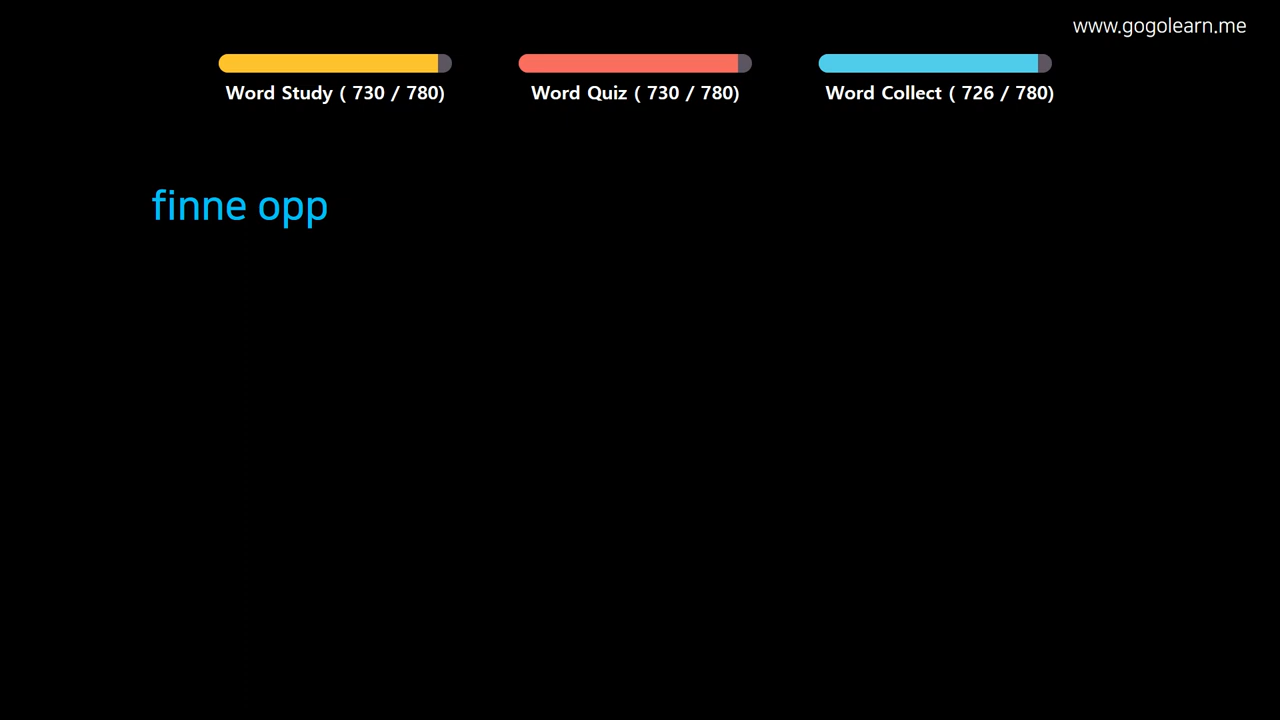 www.gogolearn.me
Word Study ( 730 / 780)
Word Quiz ( 730 / 780)
Word Collect ( 726 / 780)
finne opp